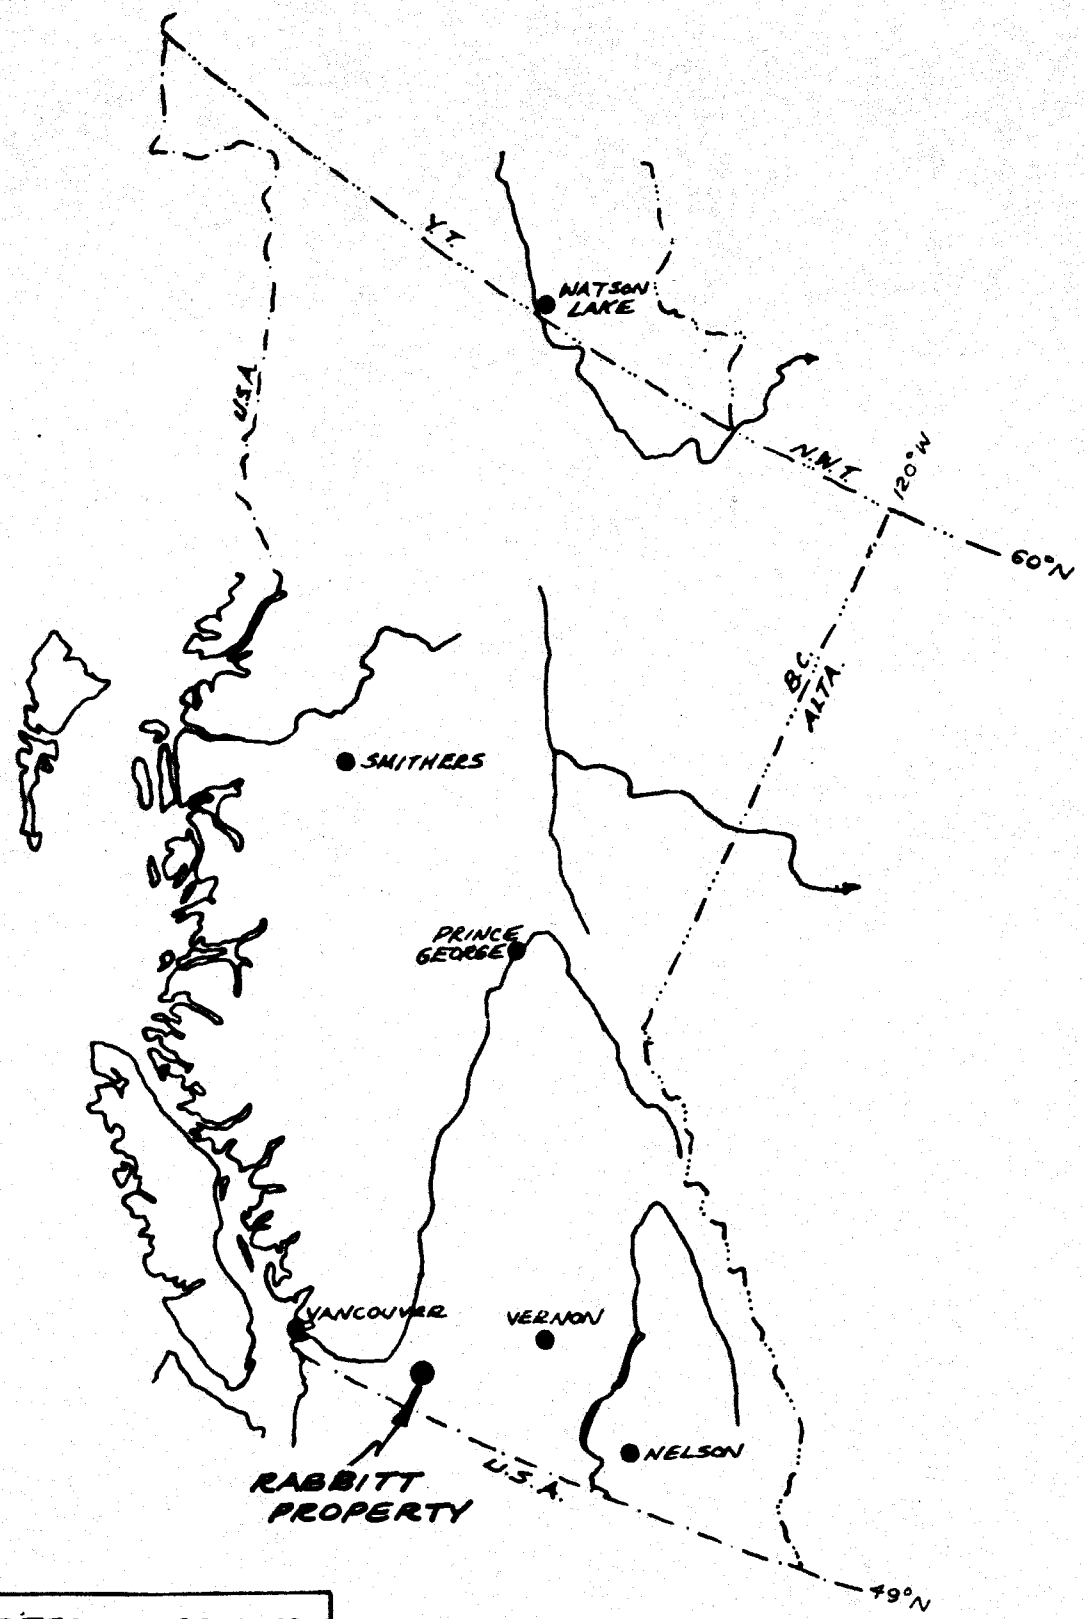 Y.T.
WATSON
LAKE
U.S.A.
N.W.T.
120°W
60°N
B.C.
ALTA.
SMITHERS
PRINCE
GEORGE
VANCOUVER
VERNON
NELSON
RABBITT
PROPERTY
U.S.A.
49°N